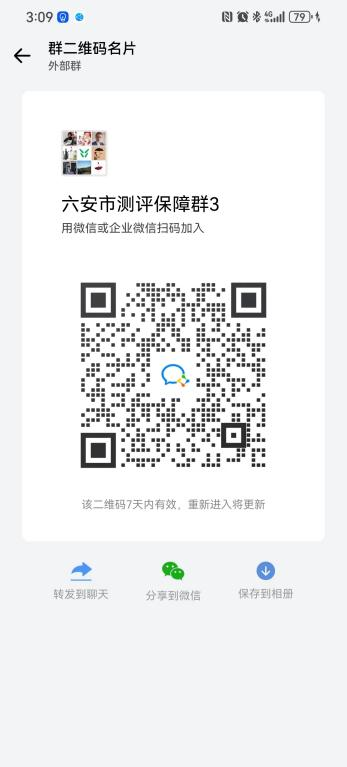 3:09
4G
79
群二维码名片
外部群
六安市测评保障群3
用微信或企业微信扫码加入
该二维码7天内有效，重新进入将更新
转发到聊天
分享到微信
保存到相册